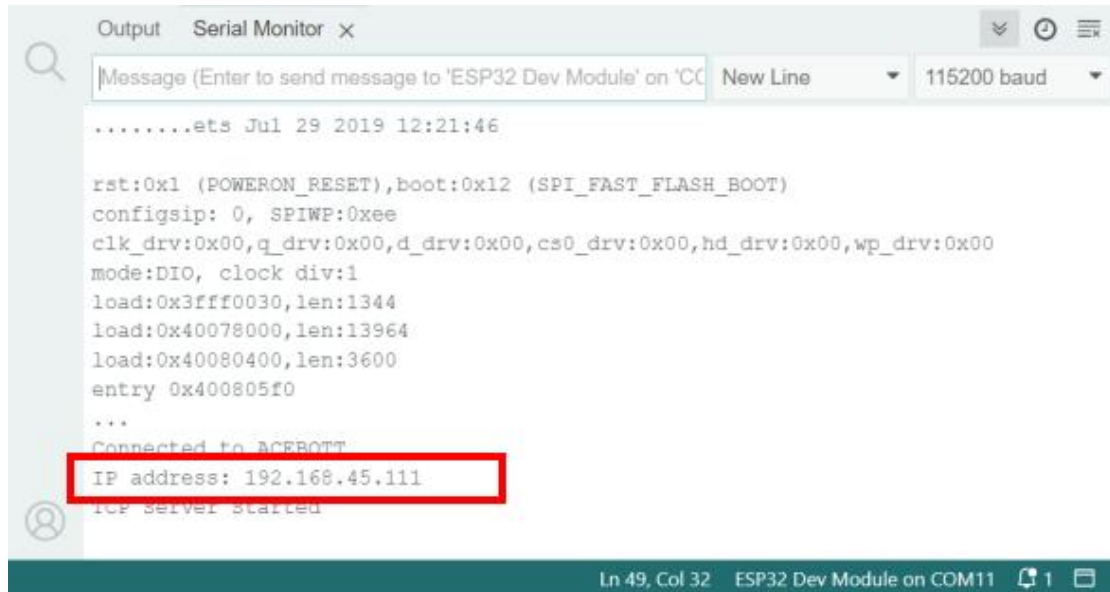 Output Serial Monitor
Message (Enter to send message to 'ESP32 Dev Module' on 'CO New Line 115200 baud
........ets Jul 29 2019 12:21:46
rst:0x1 (POWERON_RESET),boot:0x12 (SPI_FAST_FLASH_BOOT)
configsip: 0, SPIWP:0xee
clk_drv:0x00,q_drv:0x00,d_drv:0x00,cs0_drv:0x00,hd_drv:0x00,wp_drv:0x00
mode:DIO, clock div:1
load:0x3fff0030,len:1344
load:0x40078000,len:13964
load:0x40080400,len:3600
entry 0x400805f0
...
Connected to ACEBOTT
IP address: 192.168.45.111
TCP server started
Ln 49, Col 32 ESP32 Dev Module on COM11 1